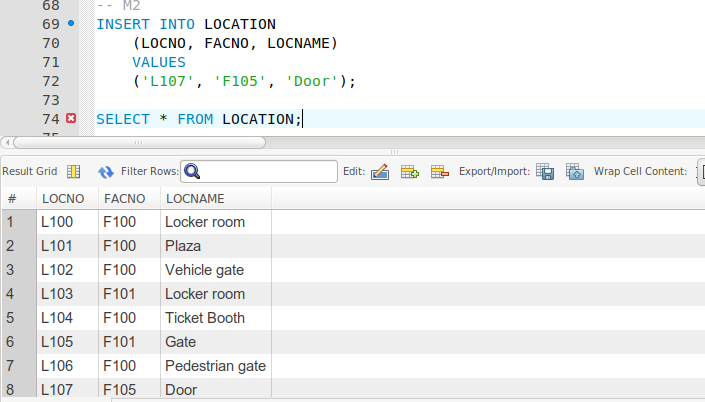 68 -- M2
69 INSERT INTO LOCATION
70 (LOCNO, FACNO, LOCNAME)
71 VALUES
72 ('L107', 'F105', 'Door');
73
74 SELECT * FROM LOCATION;
75
Result Grid Filter Rows: Edit: Export/Import: Wrap Cell Content:
# LOCNO FACNO LOCNAME
1 L100 F100 Locker room
2 L101 F100 Plaza
3 L102 F100 Vehicle gate
4 L103 F101 Locker room
5 L104 F100 Ticket Booth
6 L105 F101 Gate
7 L106 F100 Pedestrian gate
8 L107 F105 Door